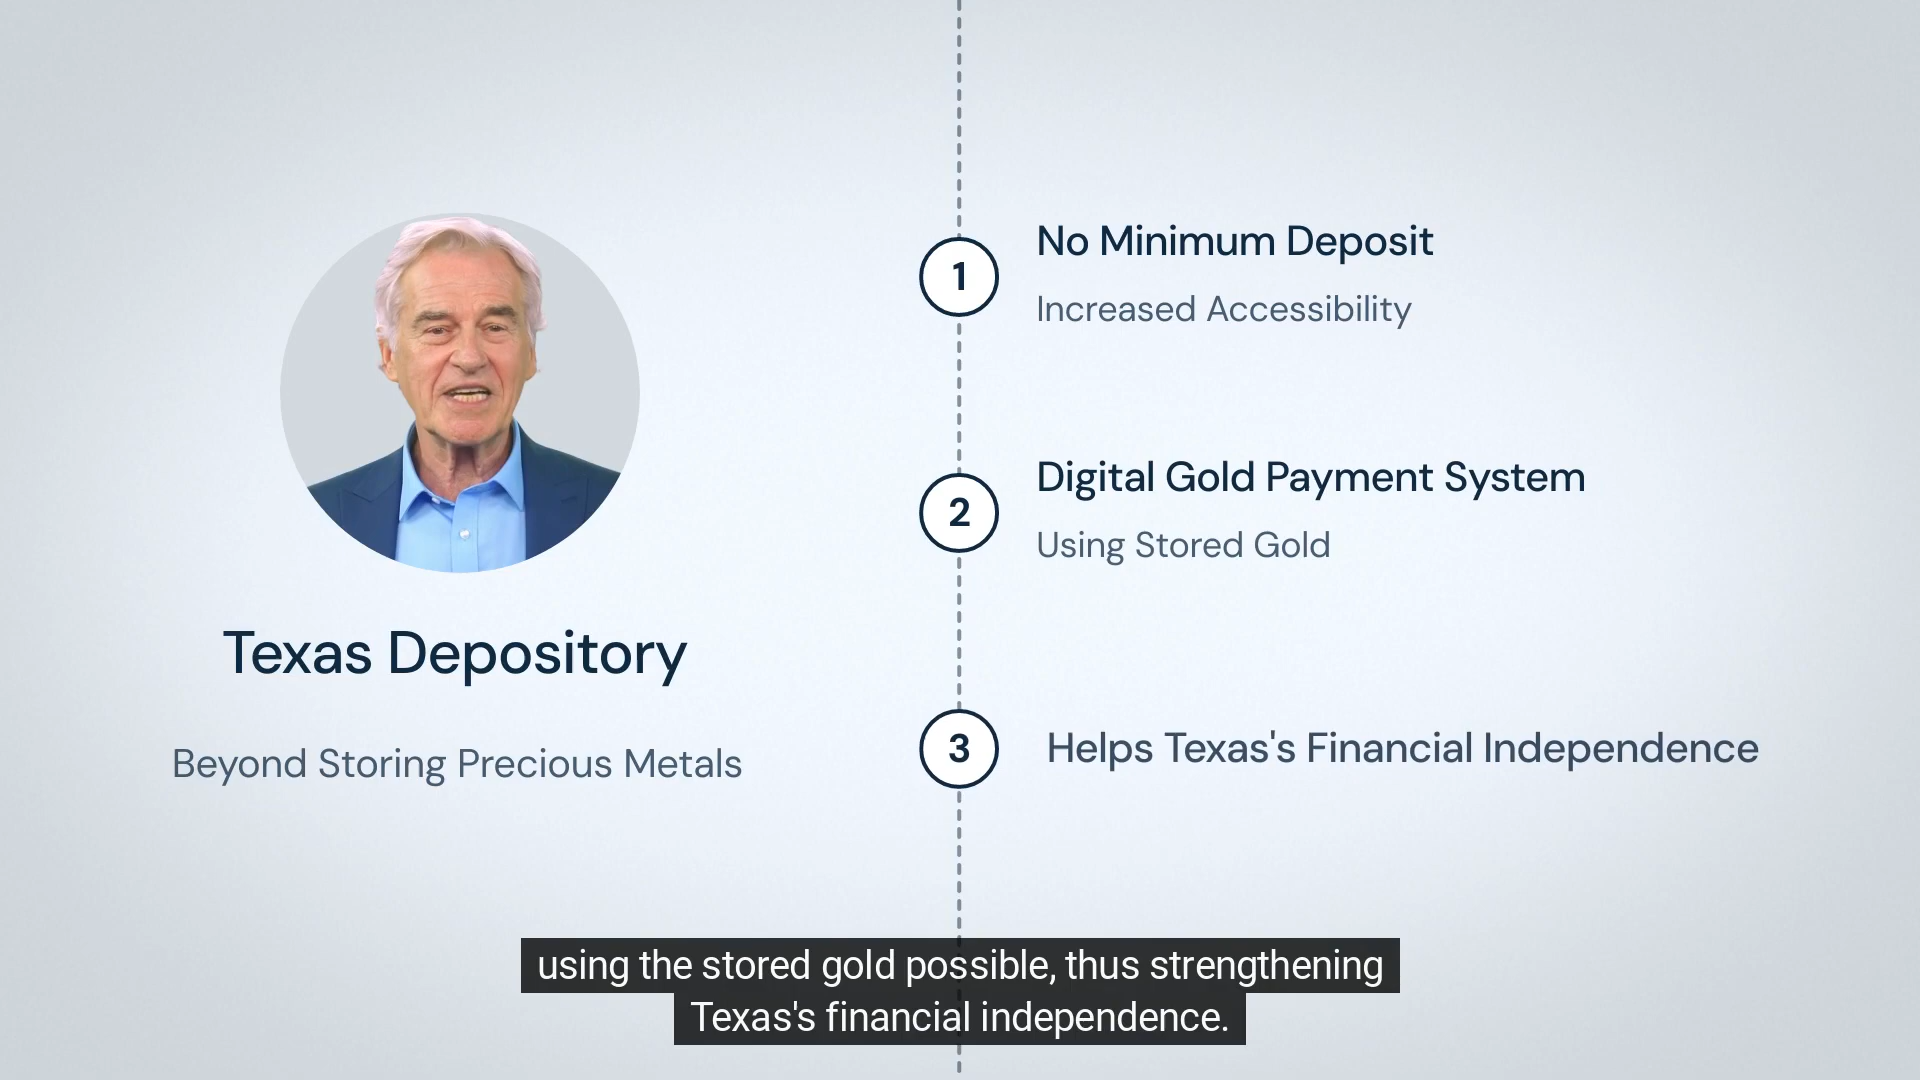 Texas Depository
Beyond Storing Precious Metals
1
No Minimum Deposit
Increased Accessibility
2
Digital Gold Payment System
Using Stored Gold
3
Helps Texas's Financial Independence
using the stored gold possible, thus strengthening
Texas's financial independence.